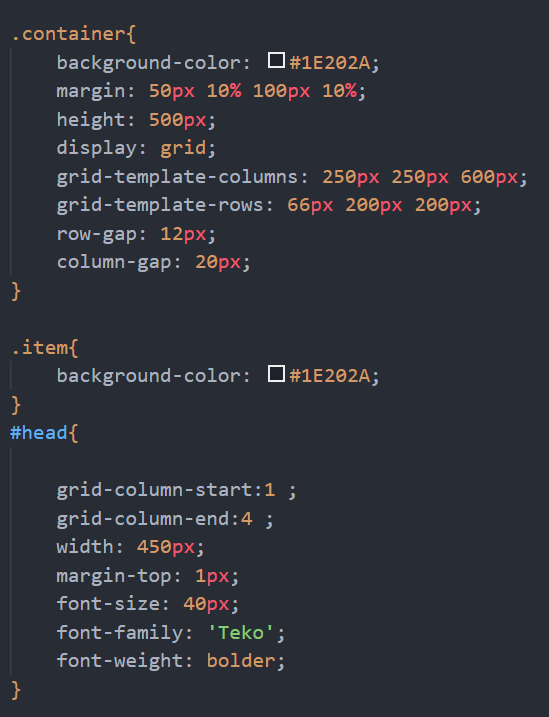 .container{
    background-color: #1E202A;
    margin: 50px 10% 100px 10%;
    height: 500px;
    display: grid;
    grid-template-columns: 250px 250px 600px;
    grid-template-rows: 66px 200px 200px;
    row-gap: 12px;
    column-gap: 20px;
}
.item{
    background-color: #1E202A;
}
#head{
    grid-column-start:1 ;
    grid-column-end:4 ;
    width: 450px;
    margin-top: 1px;
    font-size: 40px;
    font-family: 'Teko';
    font-weight: bolder;
}